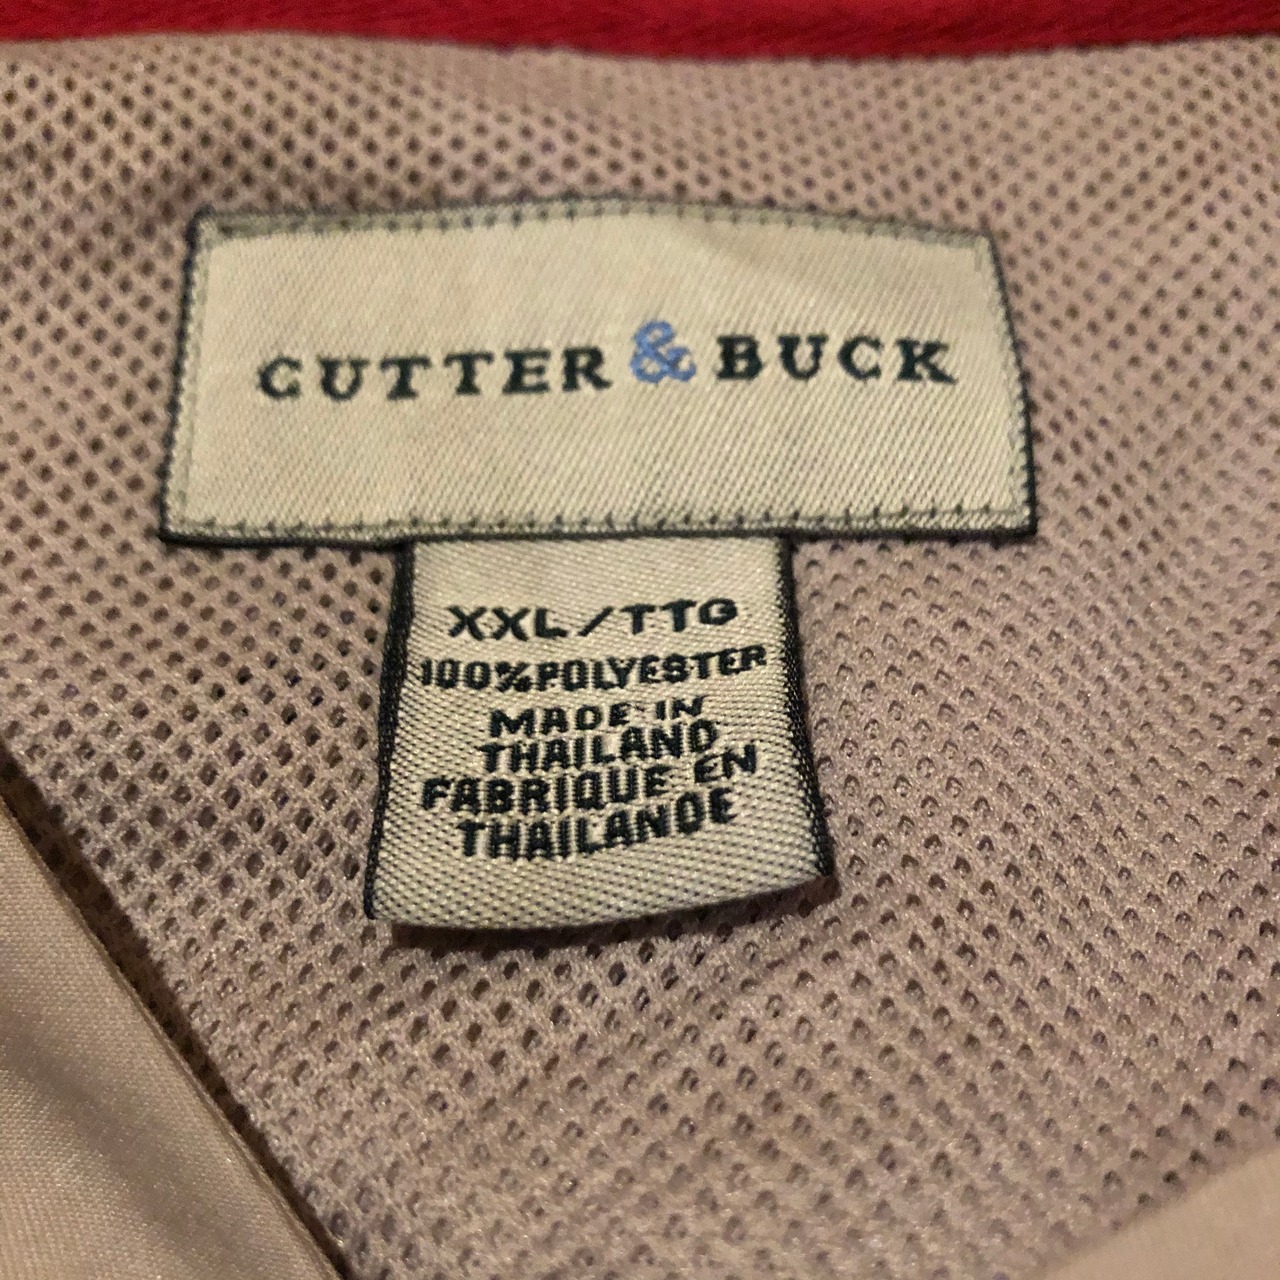 CUTTER & BUCK
XXL/TTG
100%POLYESTER
MADE IN
THAILAND
FABRIQUE EN
THAILANDE